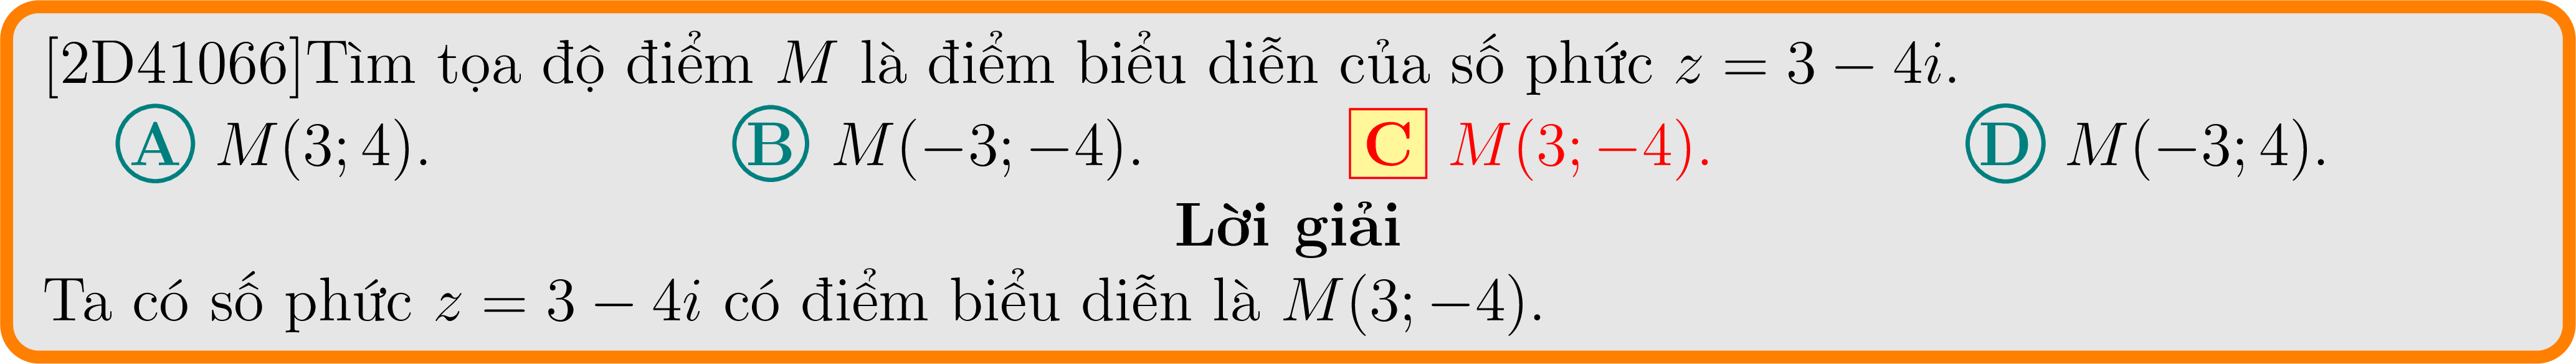 [2D41066]Tìm tọa độ điểm M là điểm biểu diễn của số phức z = 3 − 4i.
A M(3; 4). B M(−3; −4). C M(3; −4). D M(−3; 4).
Lời giải
Ta có số phức z = 3 − 4i có điểm biểu diễn là M(3; −4).